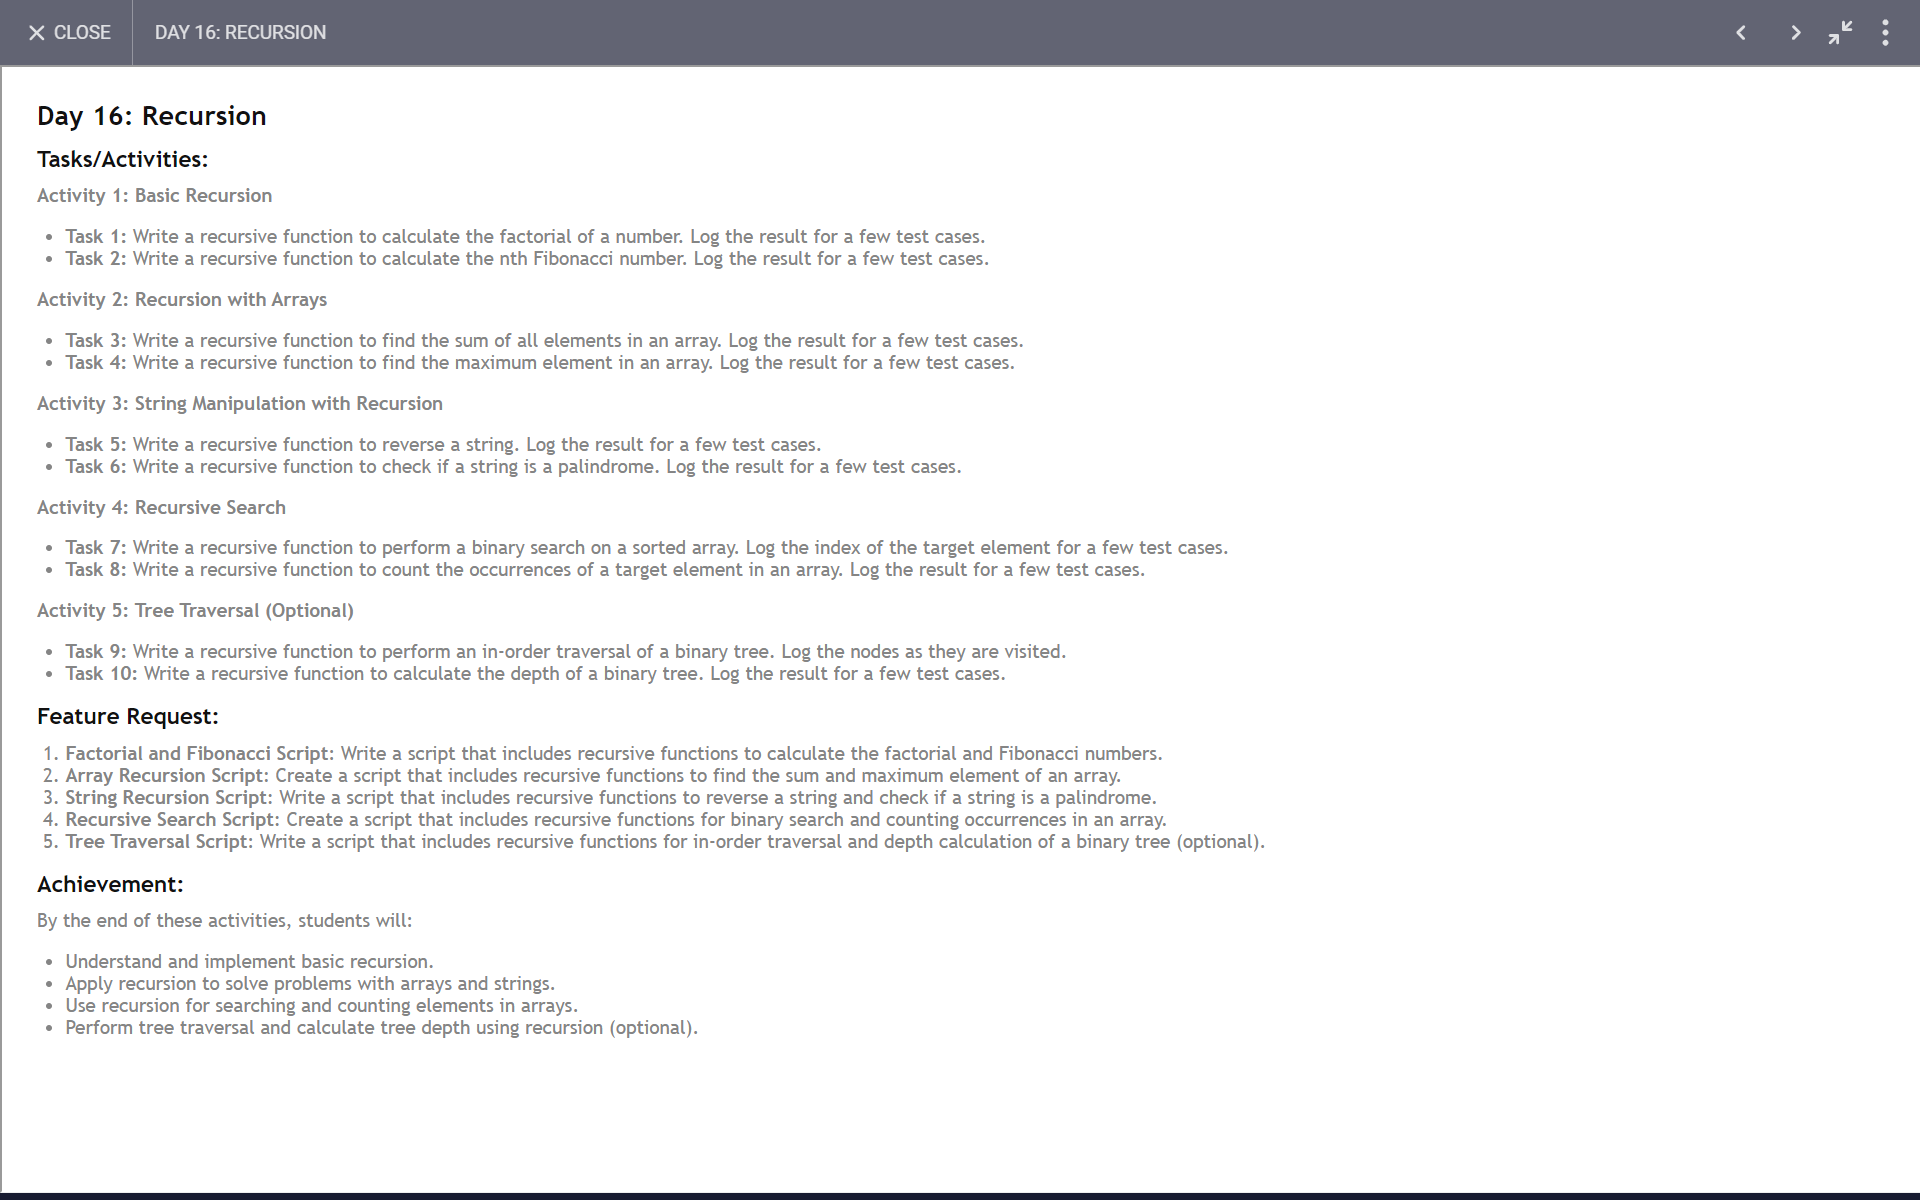 CLOSE
DAY 16: RECURSION
Day 16: Recursion
Tasks/Activities:
Activity 1: Basic Recursion
• Task 1: Write a recursive function to calculate the factorial of a number. Log the result for a few test cases.
• Task 2: Write a recursive function to calculate the nth Fibonacci number. Log the result for a few test cases.
Activity 2: Recursion with Arrays
• Task 3: Write a recursive function to find the sum of all elements in an array. Log the result for a few test cases.
• Task 4: Write a recursive function to find the maximum element in an array. Log the result for a few test cases.
Activity 3: String Manipulation with Recursion
• Task 5: Write a recursive function to reverse a string. Log the result for a few test cases.
• Task 6: Write a recursive function to check if a string is a palindrome. Log the result for a few test cases.
Activity 4: Recursive Search
• Task 7: Write a recursive function to perform a binary search on a sorted array. Log the index of the target element for a few test cases.
• Task 8: Write a recursive function to count the occurrences of a target element in an array. Log the result for a few test cases.
Activity 5: Tree Traversal (Optional)
• Task 9: Write a recursive function to perform an in-order traversal of a binary tree. Log the nodes as they are visited.
• Task 10: Write a recursive function to calculate the depth of a binary tree. Log the result for a few test cases.
Feature Request:
1. Factorial and Fibonacci Script: Write a script that includes recursive functions to calculate the factorial and Fibonacci numbers.
2. Array Recursion Script: Create a script that includes recursive functions to find the sum and maximum element of an array.
3. String Recursion Script: Write a script that includes recursive functions to reverse a string and check if a string is a palindrome.
4. Recursive Search Script: Create a script that includes recursive functions for binary search and counting occurrences in an array.
5. Tree Traversal Script: Write a script that includes recursive functions for in-order traversal and depth calculation of a binary tree (optional).
Achievement:
By the end of these activities, students will:
• Understand and implement basic recursion.
• Apply recursion to solve problems with arrays and strings.
• Use recursion for searching and counting elements in arrays.
• Perform tree traversal and calculate tree depth using recursion (optional).